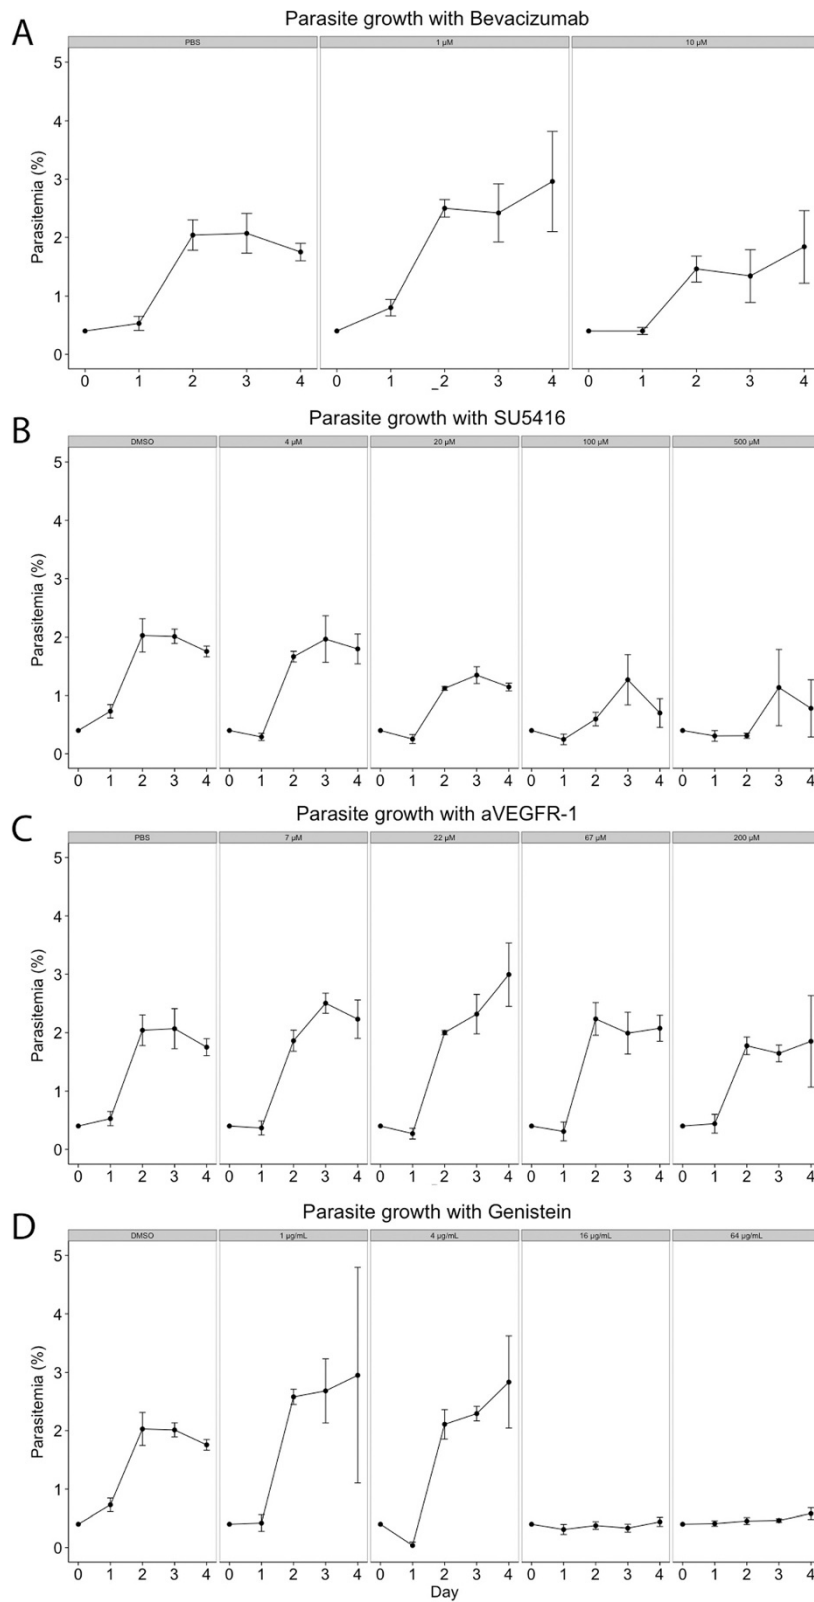 A
Parasite growth with Bevacizumab
PBS 1 µM 10 µM
Parasitemia (%)
5
4
3
2
1
0
0 1 2 3 4 0 1 2 3 4 0 1 2 3 4
B
Parasite growth with SU5416
DMSO 4 µM 20 µM 100 µM 500 µM
Parasitemia (%)
5
4
3
2
1
0
0 1 2 3 4 0 1 2 3 4 0 1 2 3 4 0 1 2 3 4 0 1 2 3 4
C
Parasite growth with aVEGFR-1
PBS 7 µM 22 µM 67 µM 200 µM
Parasitemia (%)
5
4
3
2
1
0
0 1 2 3 4 0 1 2 3 4 0 1 2 3 4 0 1 2 3 4 0 1 2 3 4
D
Parasite growth with Genistein
DMSO 1 µg/mL 4 µg/mL 16 µg/mL 64 µg/mL
Parasitemia (%)
5
4
3
2
1
0
0 1 2 3 4 0 1 2 3 4 0 1 2 3 4 0 1 2 3 4 0 1 2 3 4
Day